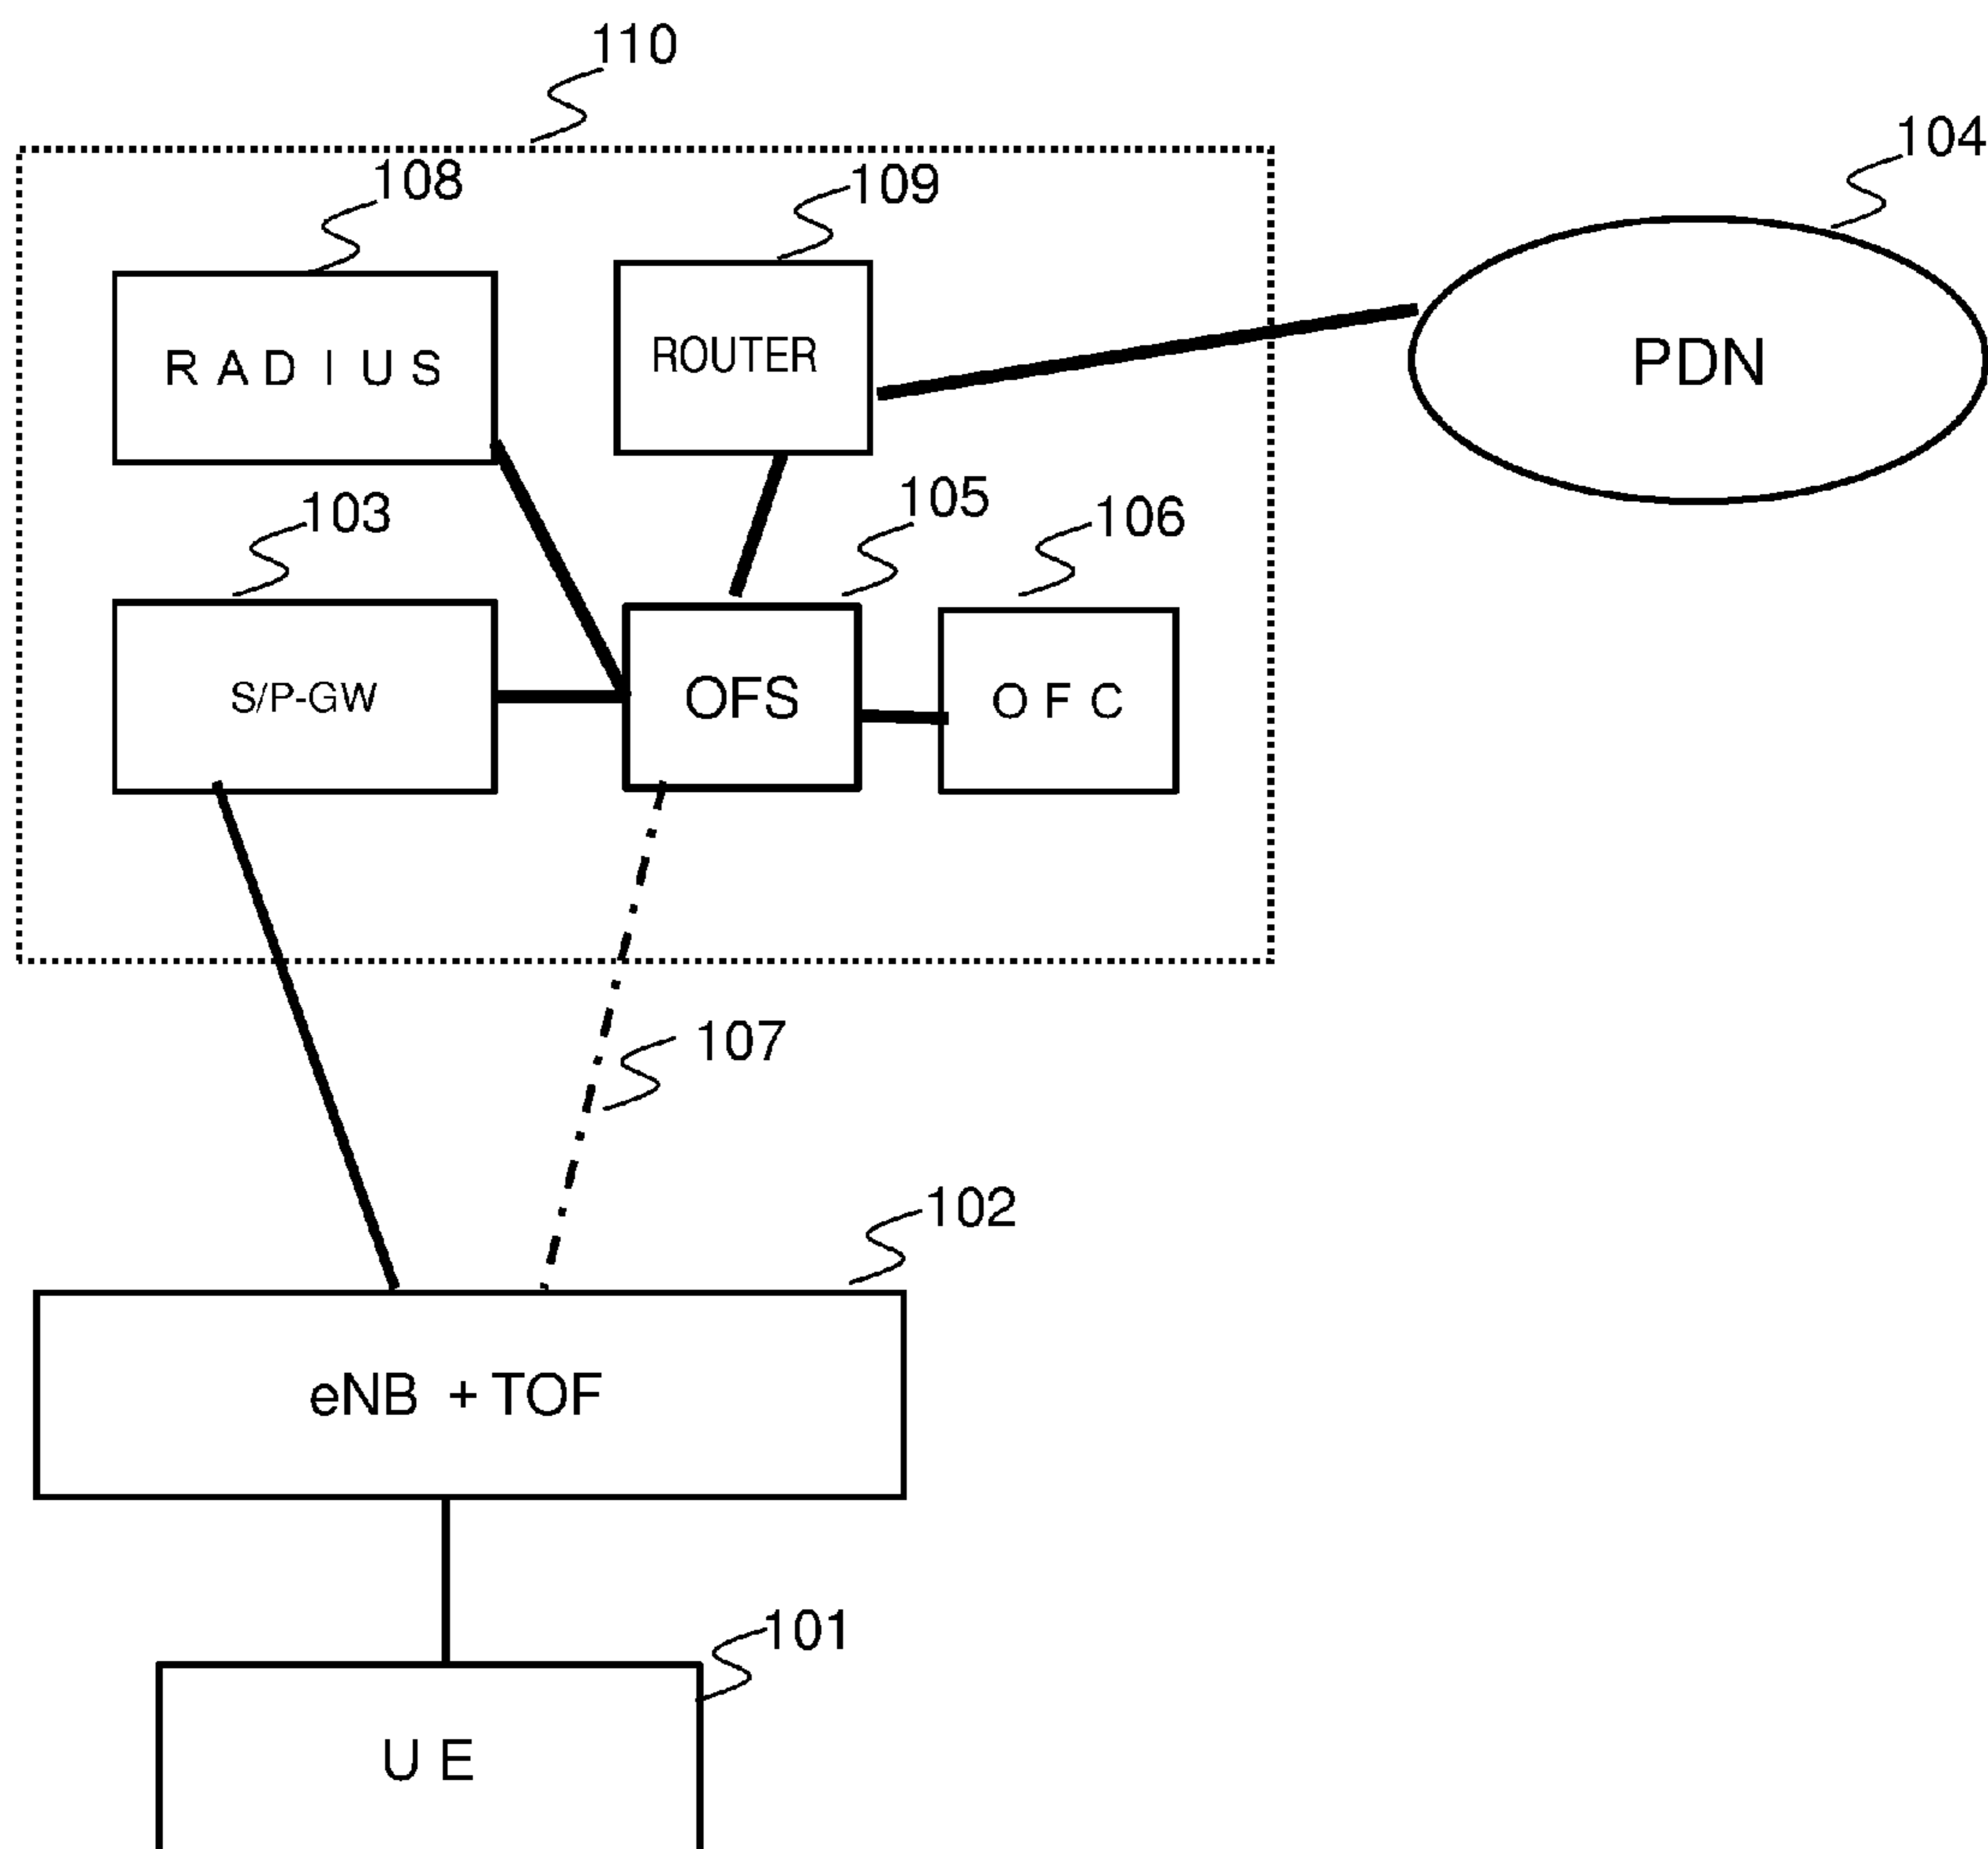 110
104
108
109
RADIUS
ROUTER
PDN
103
105
106
S/P-GW
OFS
OFC
107
102
eNB + TOF
101
UE